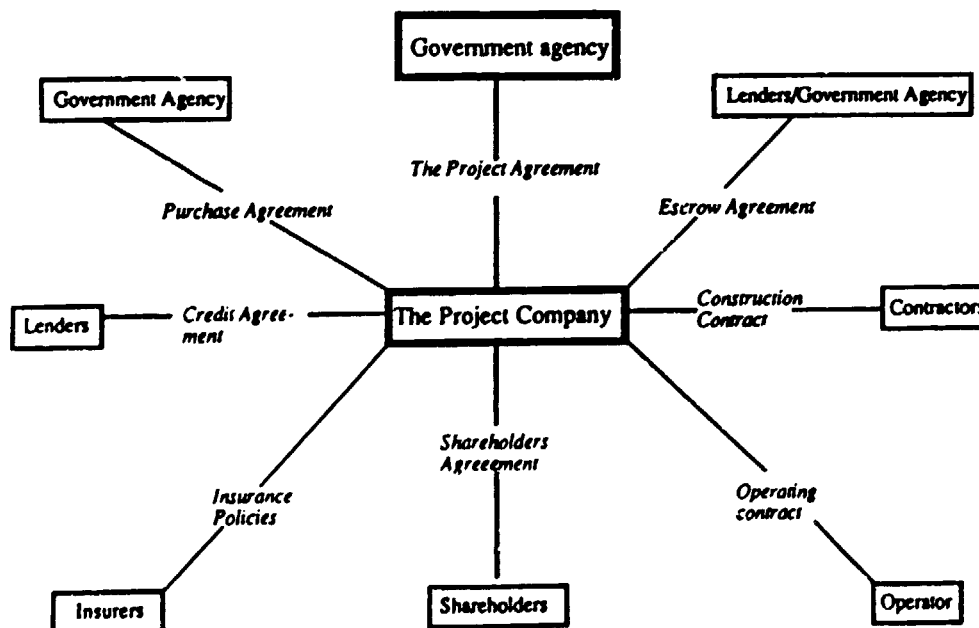 Government agency
Government Agency
Lenders/Government Agency
The Project Agreement
Purchase Agreement
Escrow Agreement
Lenders
Credit Agree-
ment
The Project Company
Construction
Contract
Contractors
Shareholders
Agreeement
Insurance
Policies
Operating
contract
Insurers
Shareholders
Operator